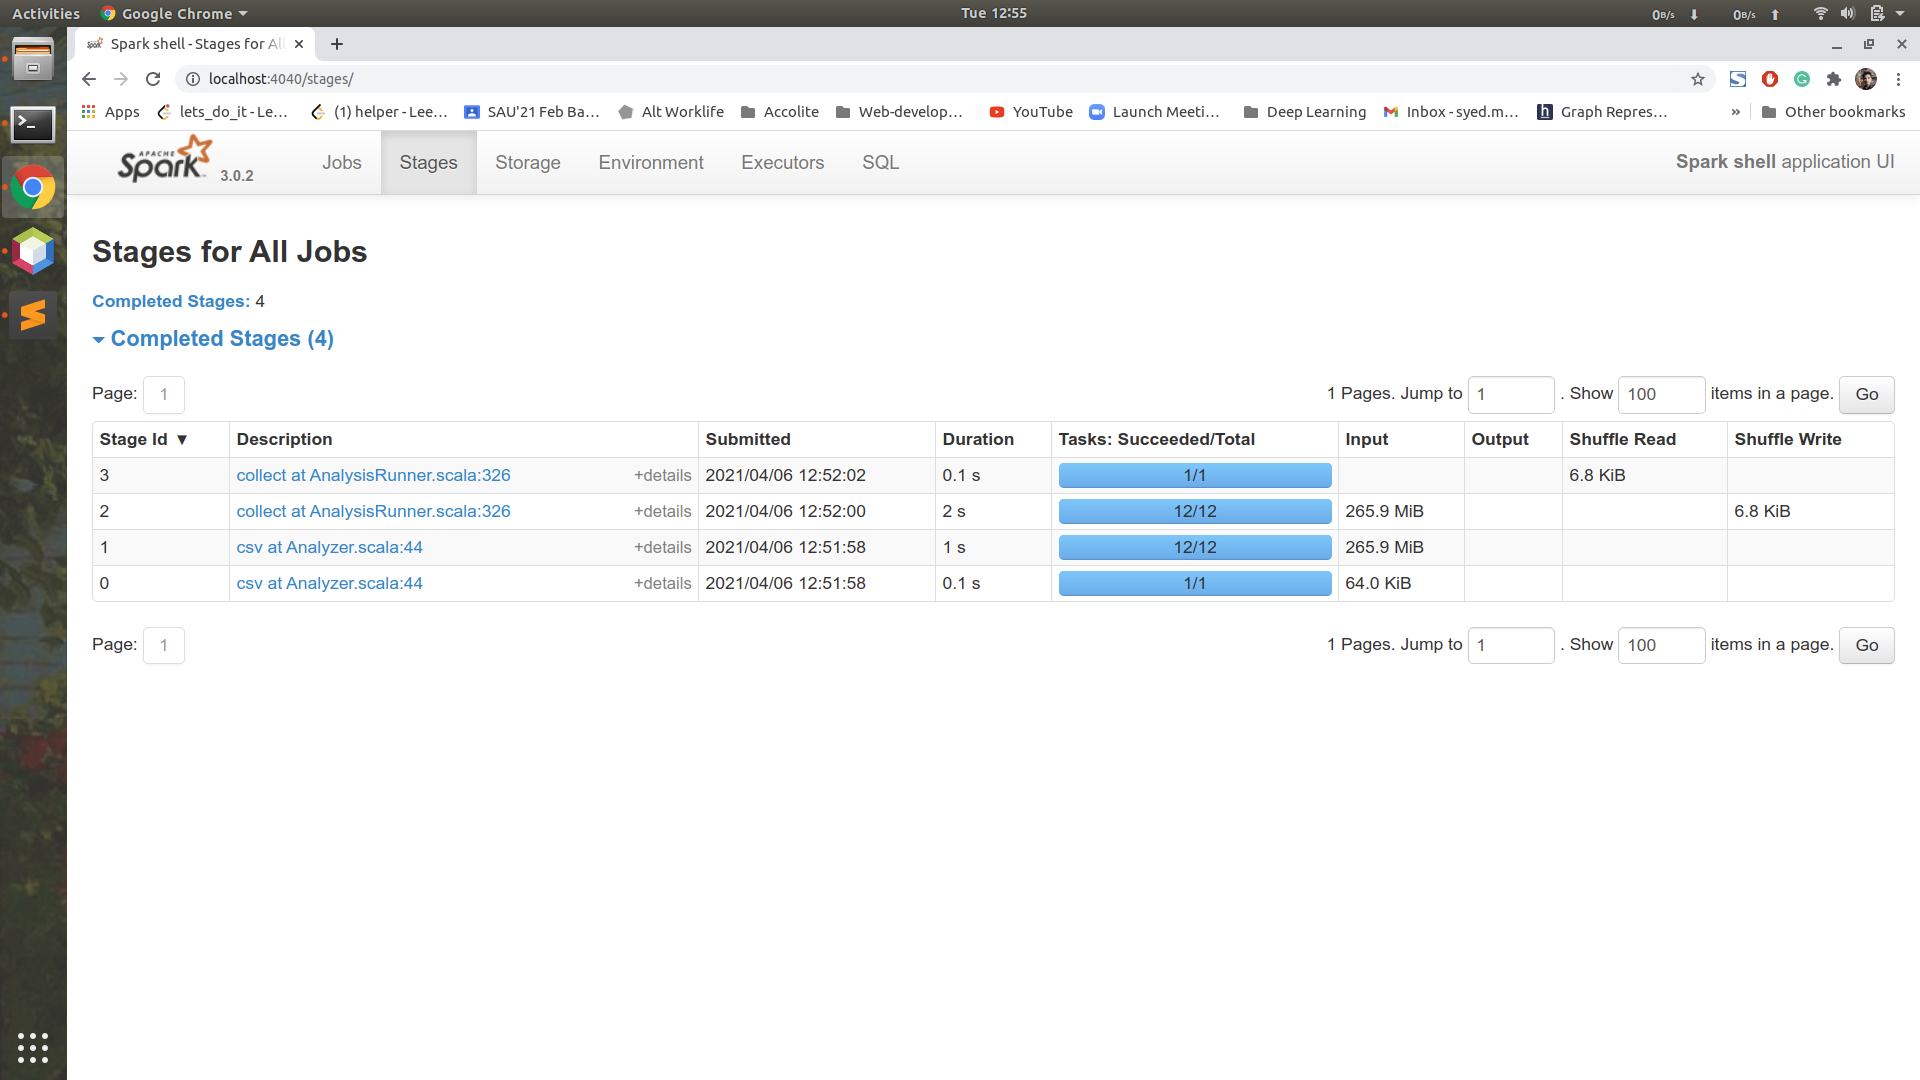 Activities Google Chrome Tue 12:55 0B/s 0B/s
Spark shell - Stages for Al
localhost:4040/stages/
Apps lets_do_it - Le... (1) helper - Lee... SAU'21 Feb Ba... Alt Worklife Accolite Web-develop... YouTube Launch Meeti... Deep Learning Inbox - syed.m... Graph Repres... » Other bookmarks
APACHE Spark 3.0.2 Jobs Stages Storage Environment Executors SQL Spark shell application UI
Stages for All Jobs
Completed Stages: 4
Completed Stages (4)
Page: 1 1 Pages. Jump to 1 . Show 100 items in a page. Go
Stage Id ▼ Description Submitted Duration Tasks: Succeeded/Total Input Output Shuffle Read Shuffle Write
3 collect at AnalysisRunner.scala:326 +details 2021/04/06 12:52:02 0.1 s 1/1 6.8 KiB
2 collect at AnalysisRunner.scala:326 +details 2021/04/06 12:52:00 2 s 12/12 265.9 MiB 6.8 KiB
1 csv at Analyzer.scala:44 +details 2021/04/06 12:51:58 1 s 12/12 265.9 MiB
0 csv at Analyzer.scala:44 +details 2021/04/06 12:51:58 0.1 s 1/1 64.0 KiB
Page: 1 1 Pages. Jump to 1 . Show 100 items in a page. Go